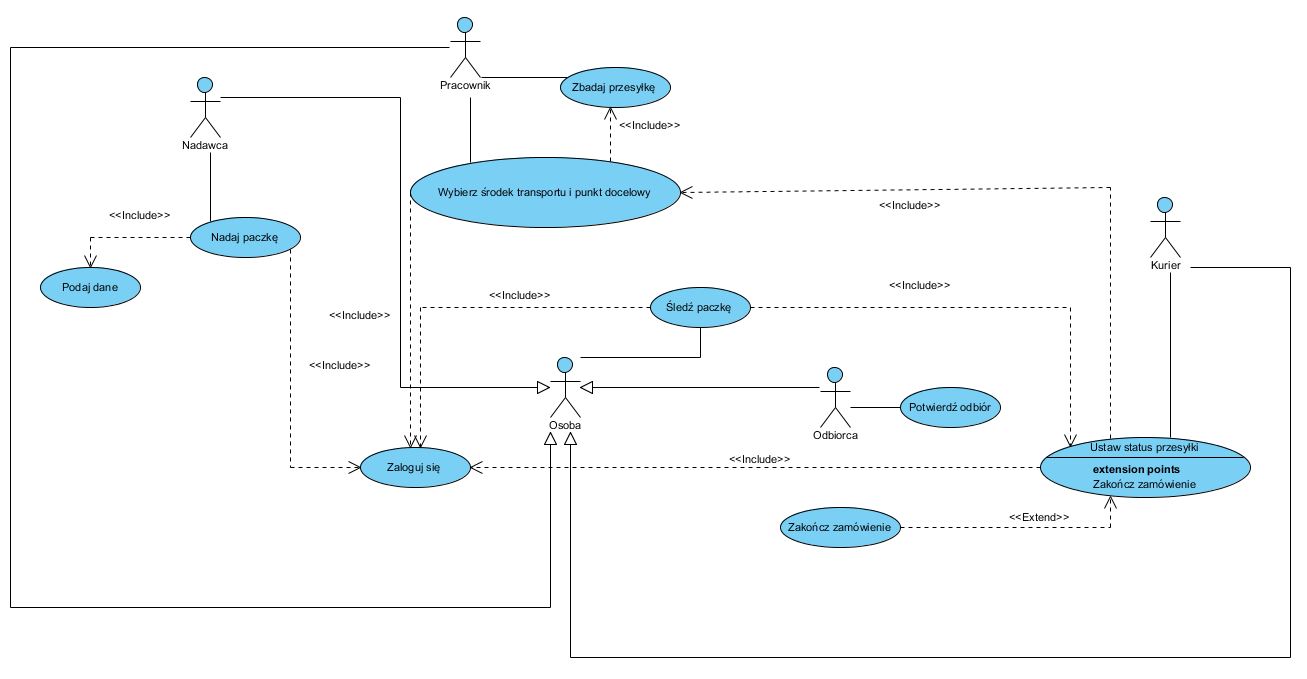 Pracownik
Zbadaj przesyłkę
<<Include>>
Nadawca
Wybierz środek transportu i punkt docelowy
<<Include>>
<<Include>>
Nadaj paczkę
Kurier
Podaj dane
<<Include>>
<<Include>>
Śledź paczkę
<<Include>>
<<Include>>
Osoba
Odbiorca
Potwierdź odbiór
Zaloguj się
<<Include>>
Ustaw status przesyłki
extension points
Zakończ zamówienie
Zakończ zamówienie
<<Extend>>